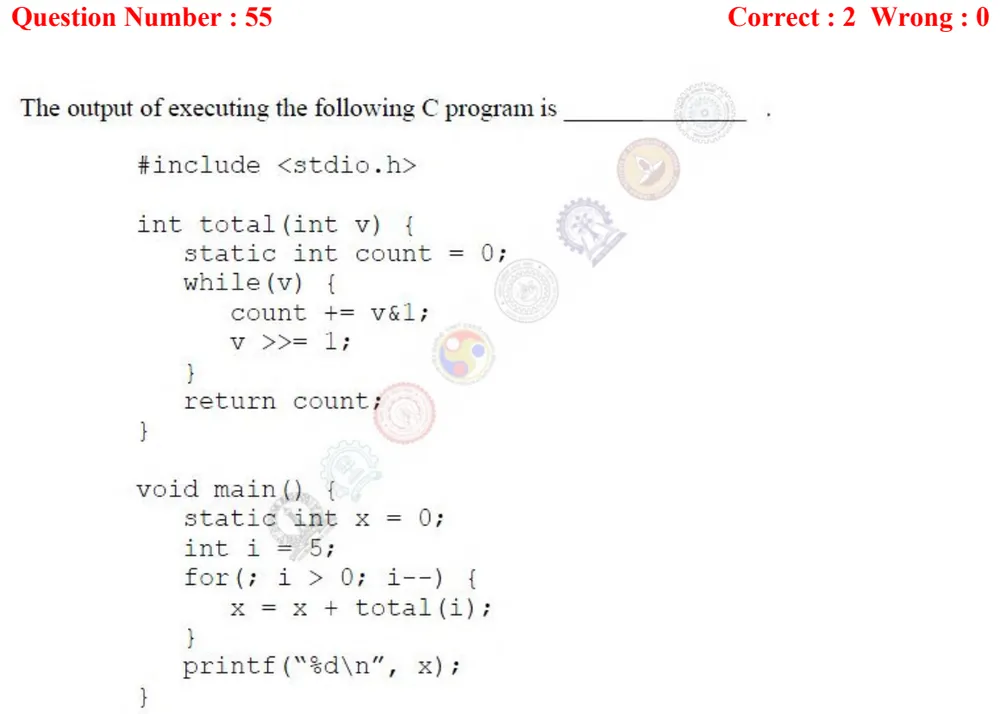 Question Number : 55 Correct : 2 Wrong : 0
The output of executing the following C program is _______________ .
#include <stdio.h>
int total(int v) {
static int count = 0;
while(v) {
count += v&1;
v >>= 1;
}
return count;
}
void main() {
static int x = 0;
int i = 5;
for(; i > 0; i--) {
x = x + total(i);
}
printf(“%d\n”, x);
}